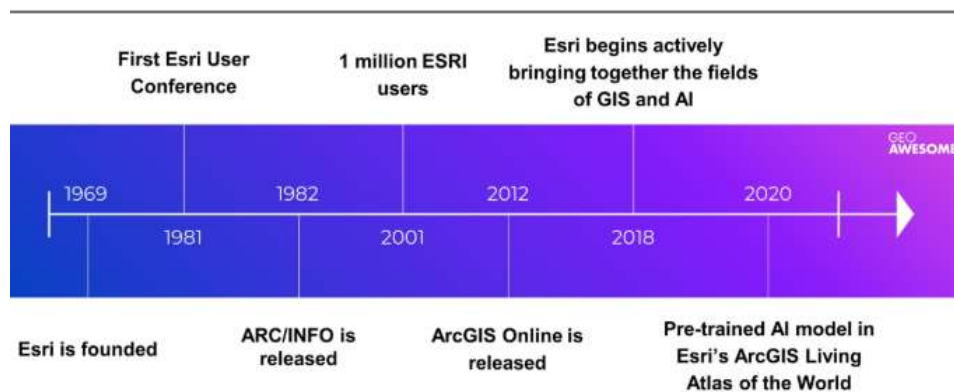 First Esri User
Conference
1 million ESRI
users
Esri begins actively
bringing together the fields
of GIS and AI
GEO
AWESOME
1969
1982
2012
2020
1981
2001
2018
Esri is founded
ARC/INFO is
released
ArcGIS Online is
released
Pre-trained AI model in
Esri's ArcGIS Living
Atlas of the World